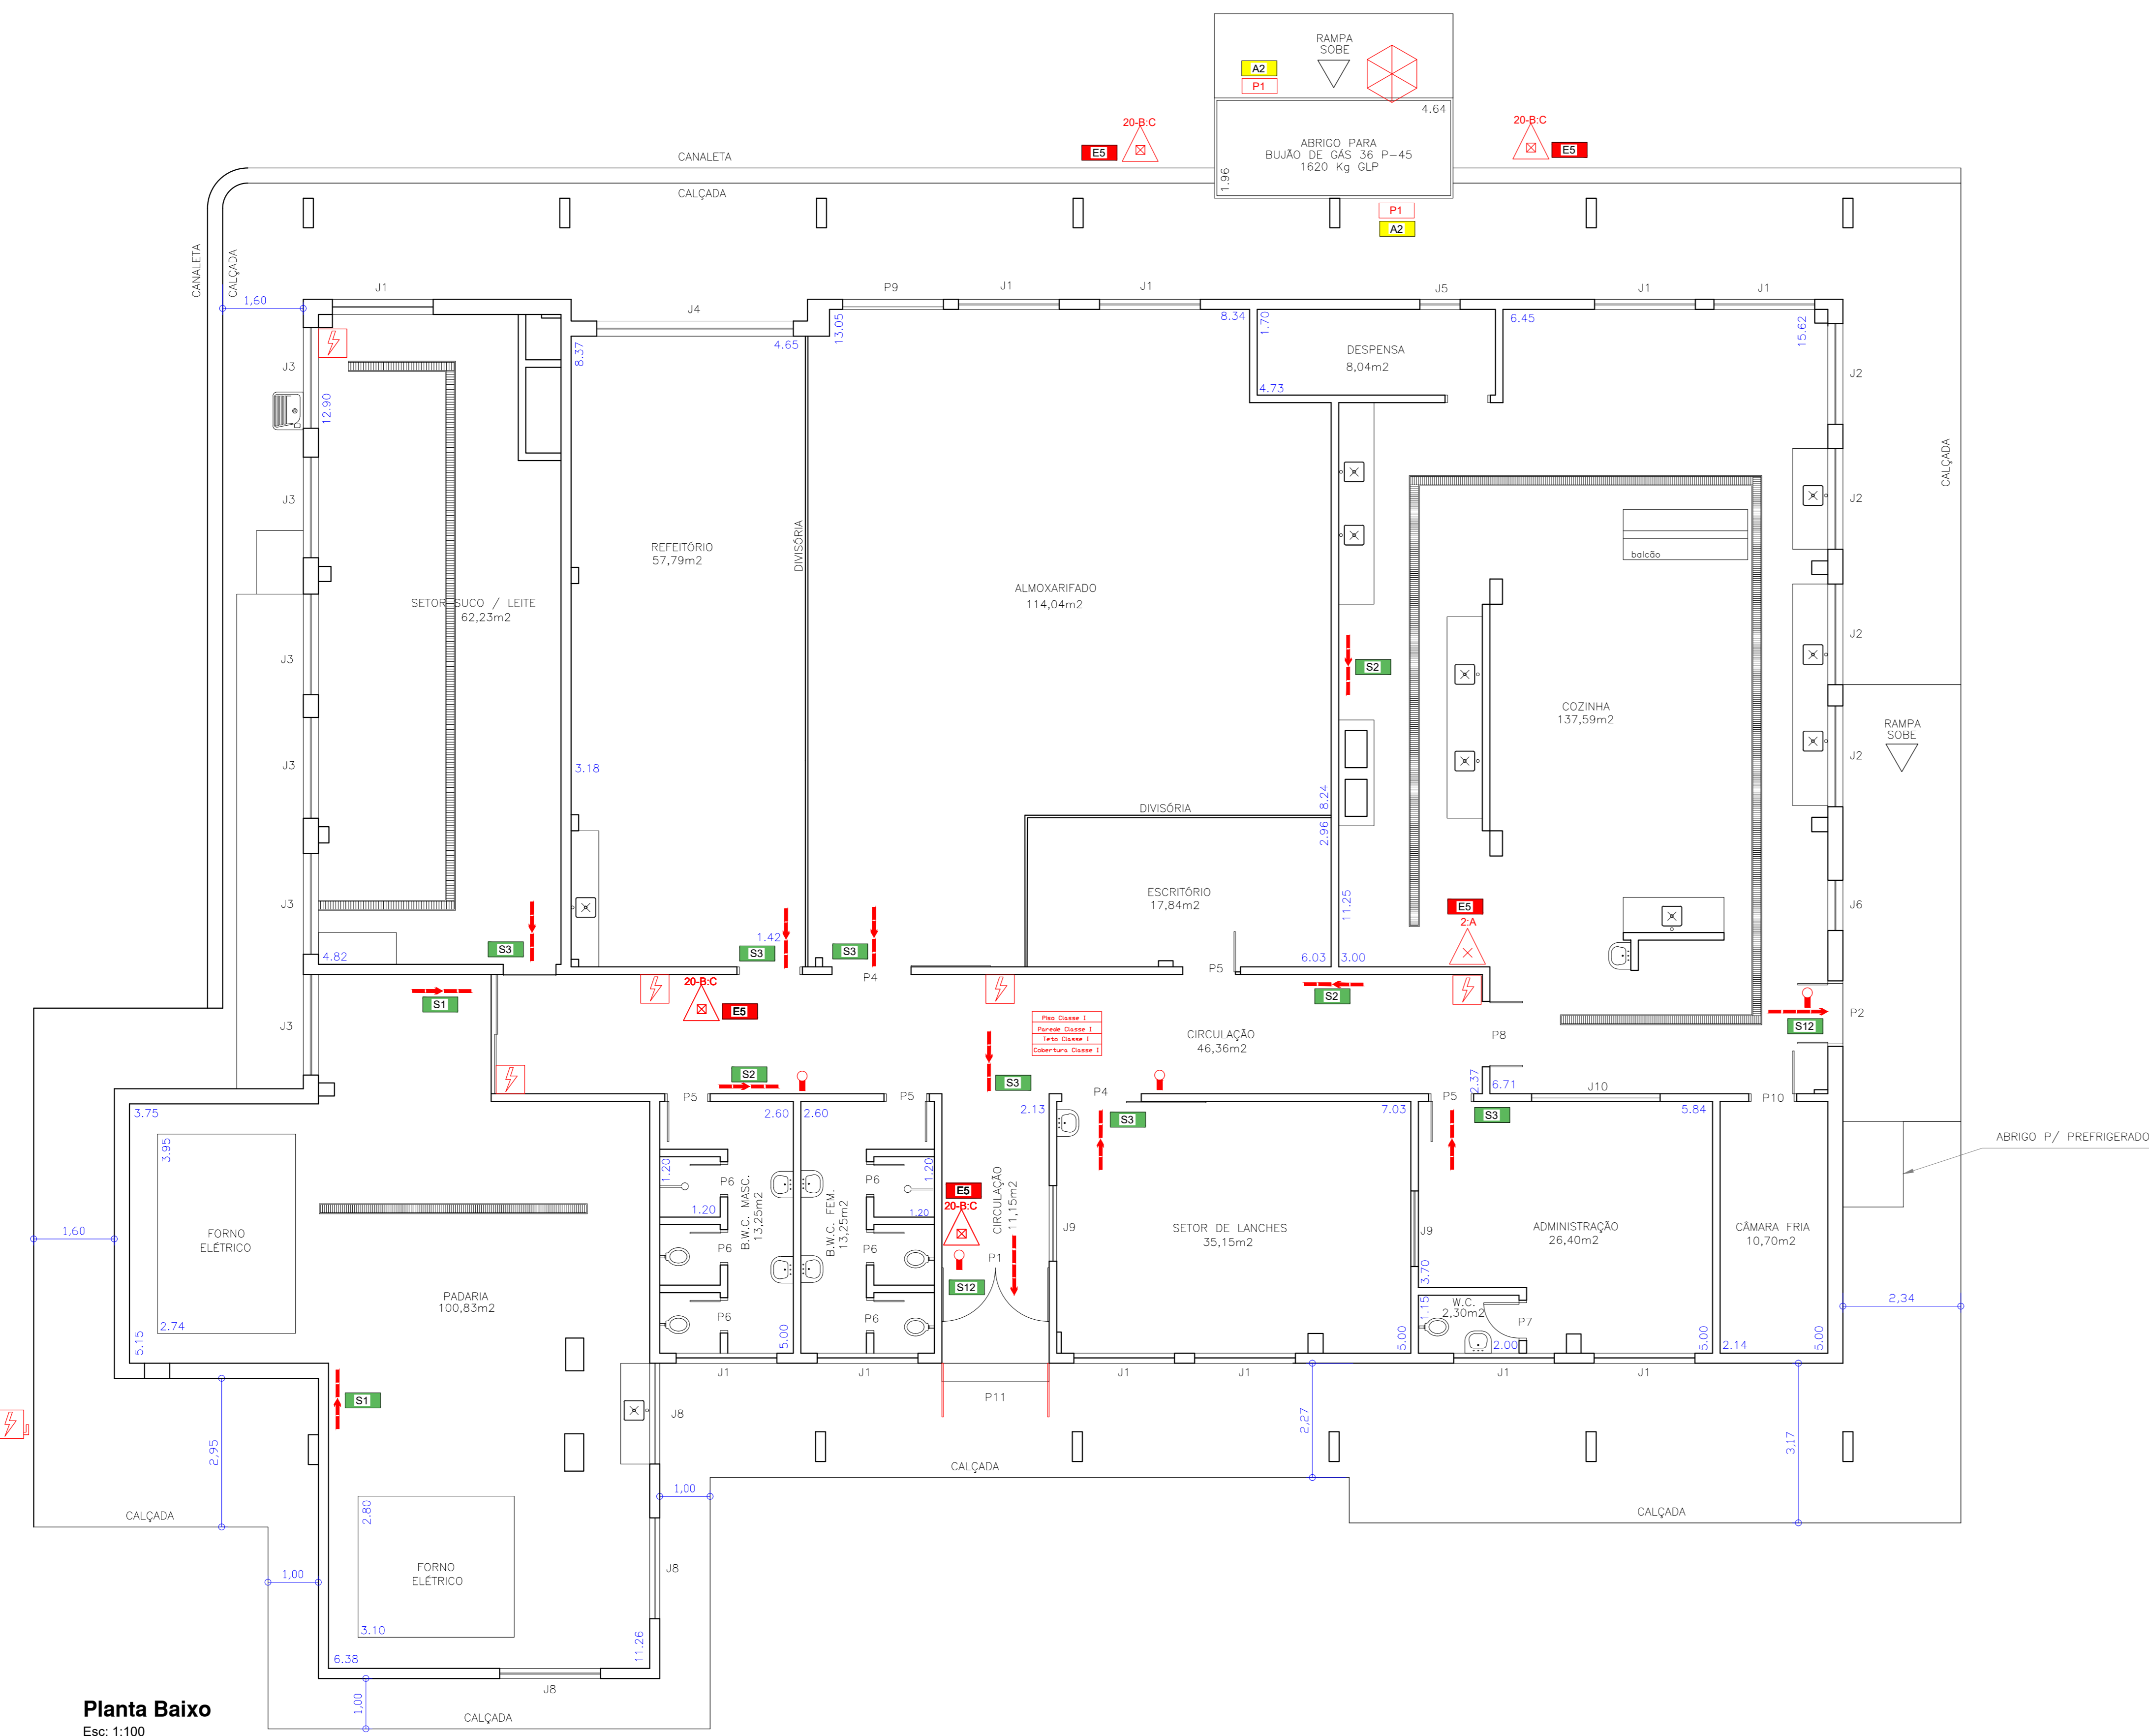 RAMPA
SOBE
A2
P1
4.64
20-B:C
E5
20-B:C
E5
ABRIGO PARA
BUJÃO DE GÁS 36 P-45
1620 Kg GLP
1.96
CANALETA
CALÇADA
P1
A2
CANALETA
CALÇADA
1,60
J1
J4
P9
J1
J1
J5
J1
J1
13.05
8.34
1.70
6.45
15.62
8.37
4.65
DESPENSA
8,04m2
4.73
J3
J2
12.90
CALÇADA
J3
J2
DIVISÓRIA
REFEITÓRIO
57,79m2
balcão
ALMOXARIFADO
114,04m2
SETOR SUCO / LEITE
62,23m2
J3
J2
S2
COZINHA
137,59m2
RAMPA
SOBE
J3
J2
3.18
8.24
DIVISÓRIA
2.96
ESCRITÓRIO
17,84m2
11.25
J3
J6
E5
2:A
1.42
S3
S3
S3
4.82
6.03
3.00
P4
P5
20-B:C
E5
S1
S2
J3
Piso Classe I
Parede Classe I
Teto Classe I
Cobertura Classe I
CIRCULAÇÃO
46,36m2
P8
S12
P2
S2
S3
2.37
6.71
J10
P5
P5
P4
P5
P10
3.75
2.60
2.60
2.13
S3
7.03
S3
5.84
3.95
1.20
1.20
P6
P6
ABRIGO P/ PREFRIGERADO
E5
20-B:C
1.20
1.20
B.W.C. MASC.
13,25m2
B.W.C. FEM.
13,25m2
CIRCULAÇÃO
11,15m2
J9
J9
1,60
FORNO
ELÉTRICO
SETOR DE LANCHES
35,15m2
ADMINISTRAÇÃO
26,40m2
CÂMARA FRIA
10,70m2
P6
P6
P1
S12
3.70
PADARIA
100,83m2
W.C.
2,30m2
1.15
P7
2,34
P6
P6
2.74
5.15
5.00
5.00
2.00
5.00
2.14
5.00
J1
J1
J1
J1
J1
J1
P11
S1
J8
2,27
3,17
2,95
CALÇADA
1,00
CALÇADA
CALÇADA
2.80
FORNO
ELÉTRICO
J8
1,00
3.10
11.26
6.38
J8
1,00
CALÇADA
Planta Baixo
Esc: 1:100